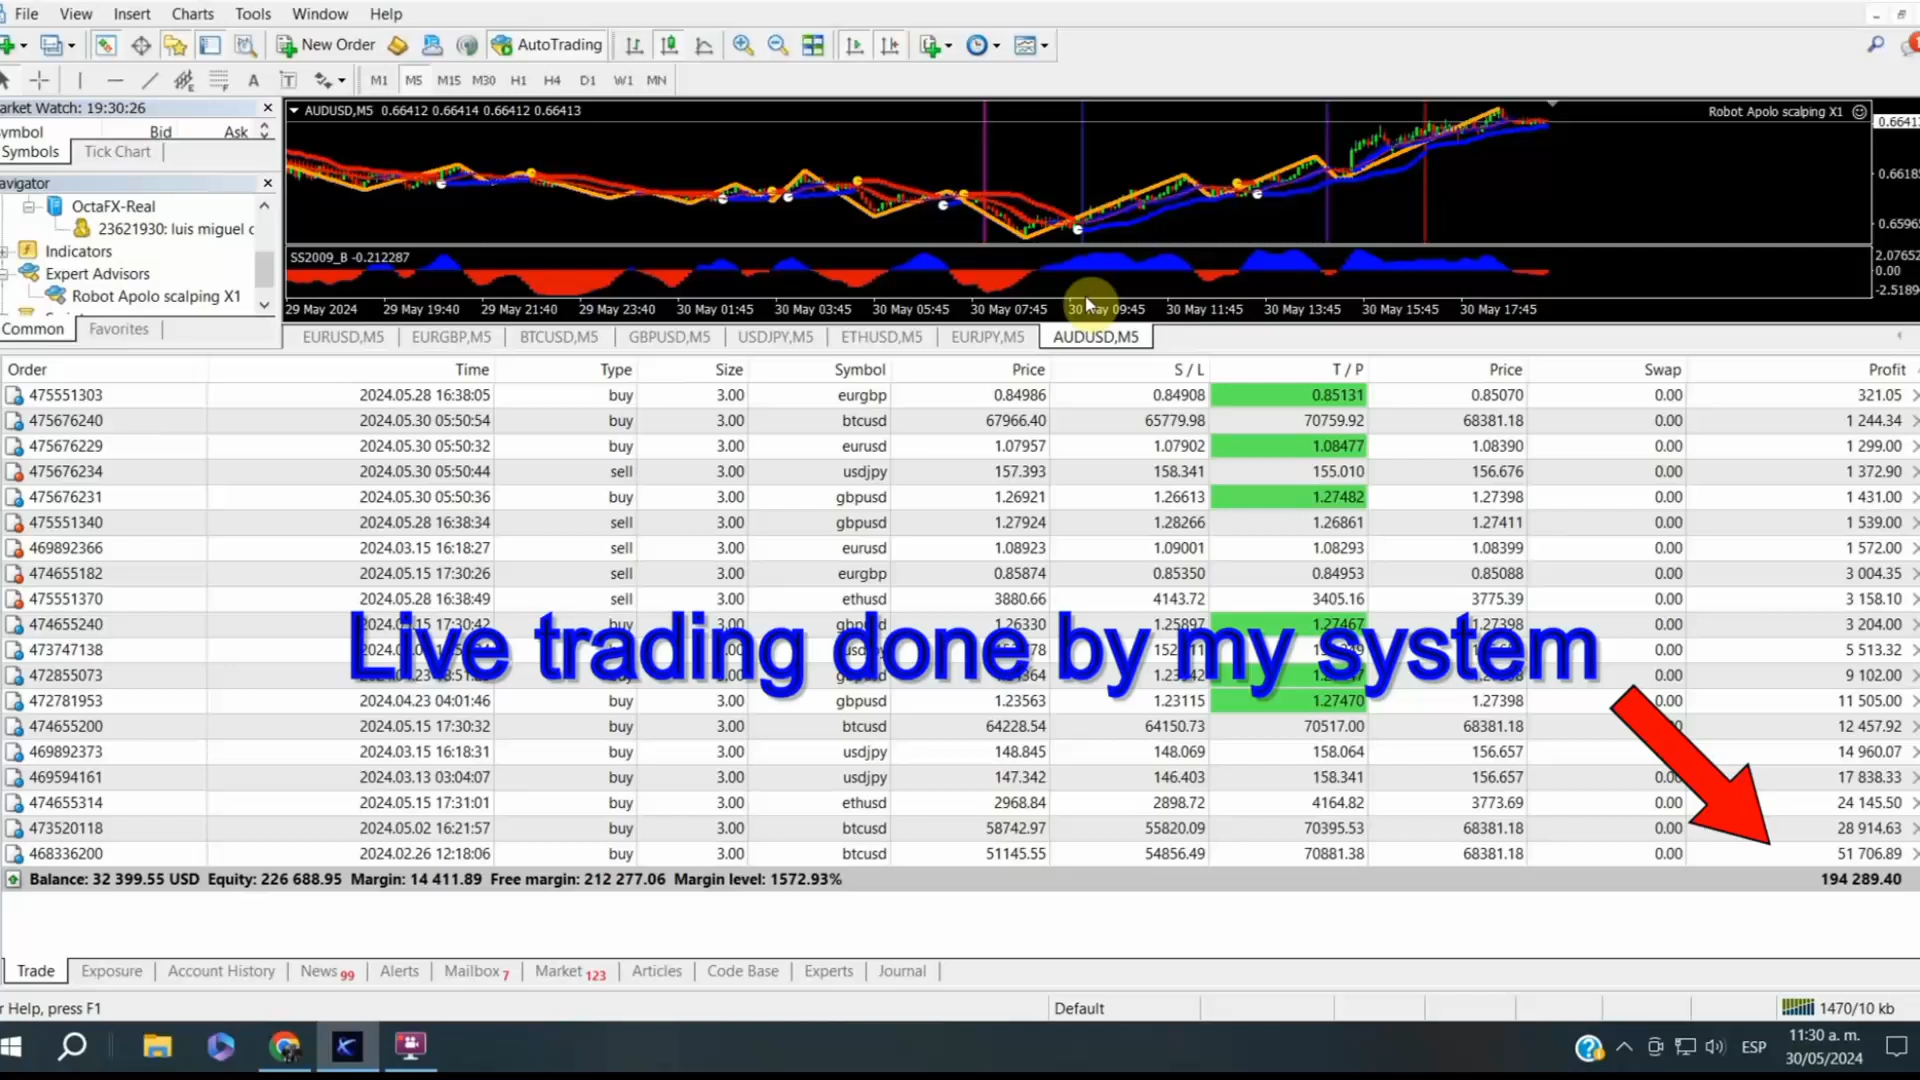 File View Insert Charts Tools Window Help
New Order AutoTrading
A T M1 M5 M15 M30 H1 H4 D1 W1 MN
arket Watch: 19:30:26
ymbol Bid Ask
Symbols Tick Chart
avigator
OctaFX-Real
23621930: luis miguel c
Indicators
Expert Advisors
Robot Apolo scalping X1
Common Favorites
AUDUSD,M5 0.66412 0.66414 0.66412 0.66413
Robot Apolo scalping X1
0.66413
0.66185
0.65965
SS2009_B -0.212287
2.07652
0.00
-2.5189
29 May 2024 29 May 19:40 29 May 21:40 29 May 23:40 30 May 01:45 30 May 03:45 30 May 05:45 30 May 07:45 30 May 09:45 30 May 11:45 30 May 13:45 30 May 15:45 30 May 17:45
EURUSD,M5 EURGBP,M5 BTCUSD,M5 GBPUSD,M5 USDJPY,M5 ETHUSD,M5 EURJPY,M5 AUDUSD,M5
Order Time Type Size Symbol Price S / L T / P Price Swap Profit
475551303 2024.05.28 16:38:05 buy 3.00 eurgbp 0.84986 0.84908 0.85131 0.85070 0.00 321.05
475676240 2024.05.30 05:50:54 buy 3.00 btcusd 67966.40 65779.98 70759.92 68381.18 0.00 1 244.34
475676229 2024.05.30 05:50:32 buy 3.00 eurusd 1.07957 1.07902 1.08477 1.08390 0.00 1 299.00
475676234 2024.05.30 05:50:44 sell 3.00 usdjpy 157.393 158.341 155.010 156.676 0.00 1 372.90
475676231 2024.05.30 05:50:36 buy 3.00 gbpusd 1.26921 1.26613 1.27482 1.27398 0.00 1 431.00
475551340 2024.05.28 16:38:34 sell 3.00 gbpusd 1.27924 1.28266 1.26861 1.27411 0.00 1 539.00
469892366 2024.03.15 16:18:27 sell 3.00 eurusd 1.08923 1.09001 1.08293 1.08399 0.00 1 572.00
474655182 2024.05.15 17:30:26 sell 3.00 eurgbp 0.85874 0.85350 0.84953 0.85088 0.00 3 004.35
475551370 2024.05.28 16:38:49 sell 3.00 ethusd 3880.66 4143.72 3405.16 3775.39 0.00 3 158.10
474655240 buy 3.00 1.26330 1.25897 1.27467 1.27398 0.00 3 204.00
473747138 0.00 5 513.32
472855073 0.00 9 102.00
Live trading done by my system
472781953 2024.04.23 04:01:46 buy 3.00 gbpusd 1.23563 1.23115 1.27470 1.27398 0.00 11 505.00
474655200 2024.05.15 17:30:32 buy 3.00 btcusd 64228.54 64150.73 70517.00 68381.18 12 457.92
469892373 2024.03.15 16:18:31 buy 3.00 usdjpy 148.845 148.069 158.064 156.657 0.00 14 960.07
469594161 2024.03.13 03:04:07 buy 3.00 usdjpy 147.342 146.403 158.341 156.657 0.00 17 838.33
474655314 2024.05.15 17:31:01 buy 3.00 ethusd 2968.84 2898.72 4164.82 3773.69 0.00 24 145.50
473520118 2024.05.02 16:21:57 buy 3.00 btcusd 58742.97 55820.09 70395.53 68381.18 0.00 28 914.63
468336200 2024.02.26 12:18:06 buy 3.00 btcusd 51145.55 54856.49 70881.38 68381.18 0.00 51 706.89
Balance: 32 399.55 USD Equity: 226 688.95 Margin: 14 411.89 Free margin: 212 277.06 Margin level: 1572.93% 194 289.40
Trade Exposure Account History News 99 Alerts Mailbox 7 Market 123 Articles Code Base Experts Journal
r Help, press F1 Default 1470/10 kb
ESP 11:30 a. m.
30/05/2024